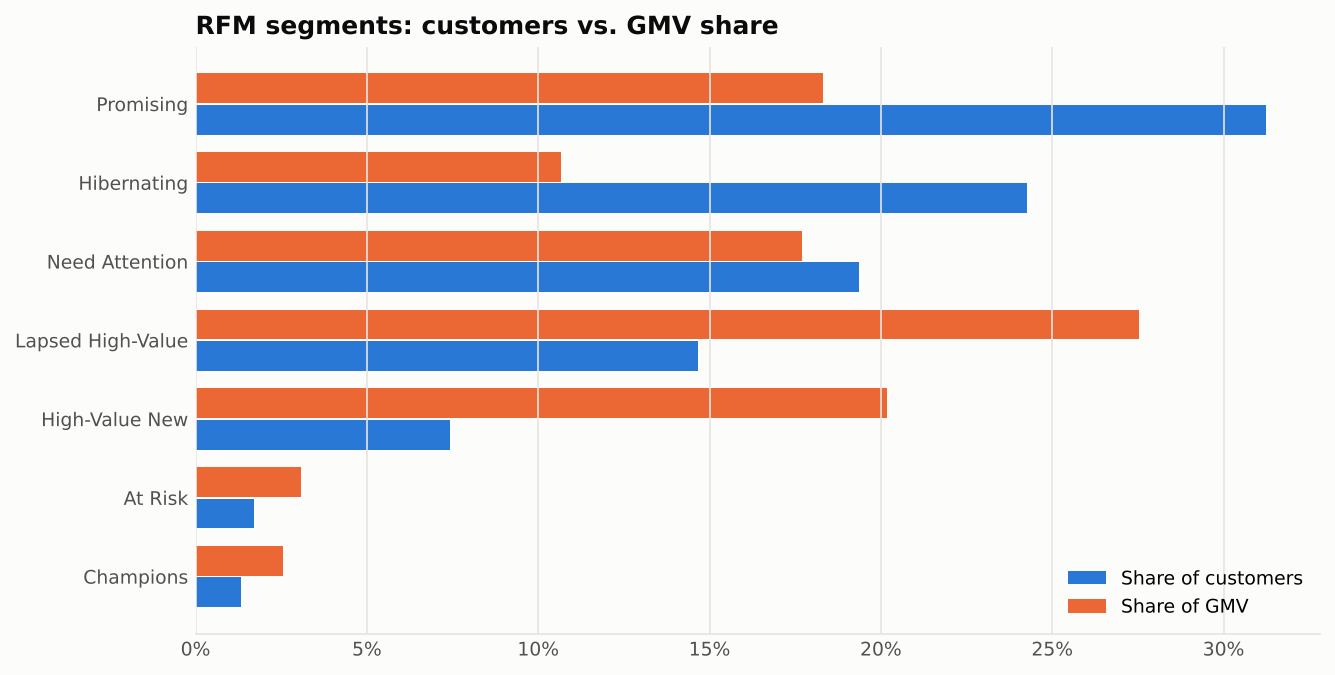 RFM segments: customers vs. GMV share
Promising
Hibernating
Need Attention
Lapsed High-Value
High-Value New
At Risk
Champions
Share of customers
Share of GMV
0% 5% 10% 15% 20% 25% 30%